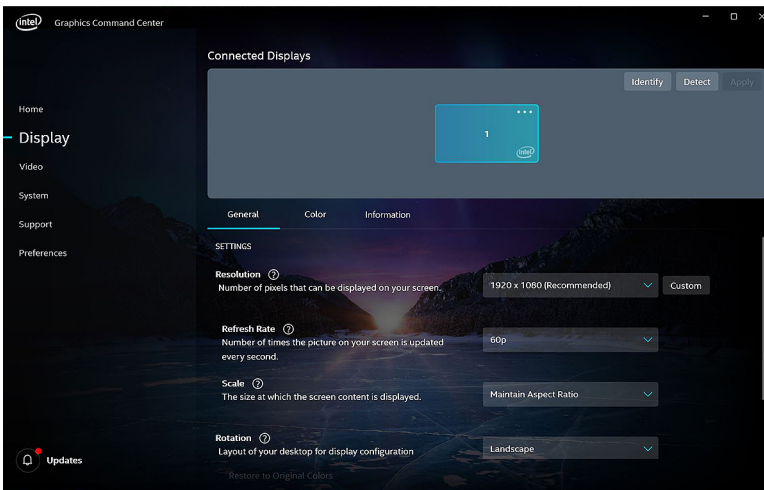 intel
Graphics Command Center
Connected Displays
Identify
Detect
Apply
1
intel
Home
Display
Video
System
Support
Preferences
General
Color
Information
SETTINGS
Resolution ?
Number of pixels that can be displayed on your screen.
1920 x 1080 (Recommended)
Custom
Refresh Rate ?
Number of times the picture on your screen is updated
every second.
60p
Scale ?
The size at which the screen content is displayed.
Maintain Aspect Ratio
Rotation ?
Layout of your desktop for display configuration
Landscape
Restore to Original Colors
Updates